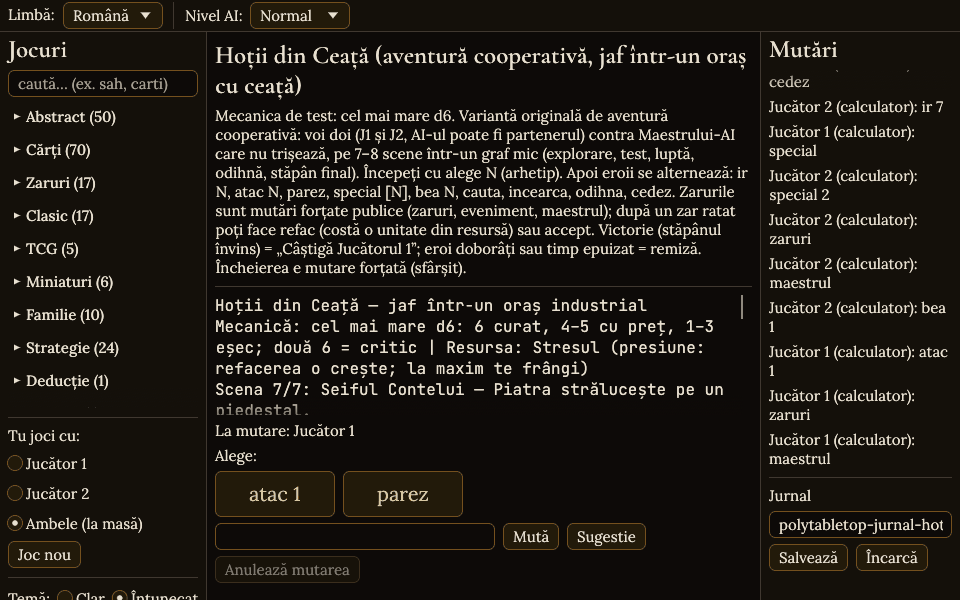 Limbă: Română ▼ Nivel AI: Normal ▼
Jocuri
caută... (ex. sah, carti)
▸ Abstract (50)
▸ Cărți (70)
▸ Zaruri (17)
▸ Clasic (17)
▸ TCG (5)
▸ Miniaturi (6)
▸ Familie (10)
▸ Strategie (24)
▸ Deducție (1)
Tu joci cu:
Jucător 1
Jucător 2
Ambele (la masă)
Joc nou
Temă: Clar Întunecat
Hoții din Ceață (aventură cooperativă, jaf într-un oraș
cu ceață)
Mecanica de test: cel mai mare d6. Variantă originală de aventură
cooperativă: voi doi (J1 și J2, AI-ul poate fi partenerul) contra Maestrului-AI
care nu trișează, pe 7–8 scene într-un graf mic (explorare, test, luptă,
odihnă, stăpân final). Începeți cu alege N (arhetip). Apoi eroii se alternează: ir
N, atac N, parez, special [N], bea N, cauta, incearca, odihna, cedez. Zarurile
sunt mutări forțate publice (zaruri, eveniment, maestrul); după un zar ratat
poți face refac (costă o unitate din resursă) sau accept. Victorie (stăpânul
învins) = „Câștigă Jucătorul 1”; eroi doborâți sau timp epuizat = remiză.
Încheierea e mutare forțată (sfârșit).
Hoții din Ceață — jaf într-un oraș industrial
Mecanică: cel mai mare d6: 6 curat, 4–5 cu preț, 1–3
eșec; două 6 = critic | Resursa: Stresul (presiune:
refacerea o crește; la maxim te frângi)
Scena 7/7: Seiful Contelui — Piatra strălucește pe un
piedestal.
La mutare: Jucător 1
Alege:
atac 1 parez
Mută Sugestie
Anulează mutarea
Mutări
cedez
Jucător 2 (calculator): ir 7
Jucător 1 (calculator):
special
Jucător 2 (calculator):
special 2
Jucător 2 (calculator):
zaruri
Jucător 2 (calculator):
maestrul
Jucător 2 (calculator): bea
1
Jucător 1 (calculator): atac
1
Jucător 1 (calculator):
zaruri
Jucător 1 (calculator):
maestrul
Jurnal
polytabletop-jurnal-hot
Salvează Încarcă